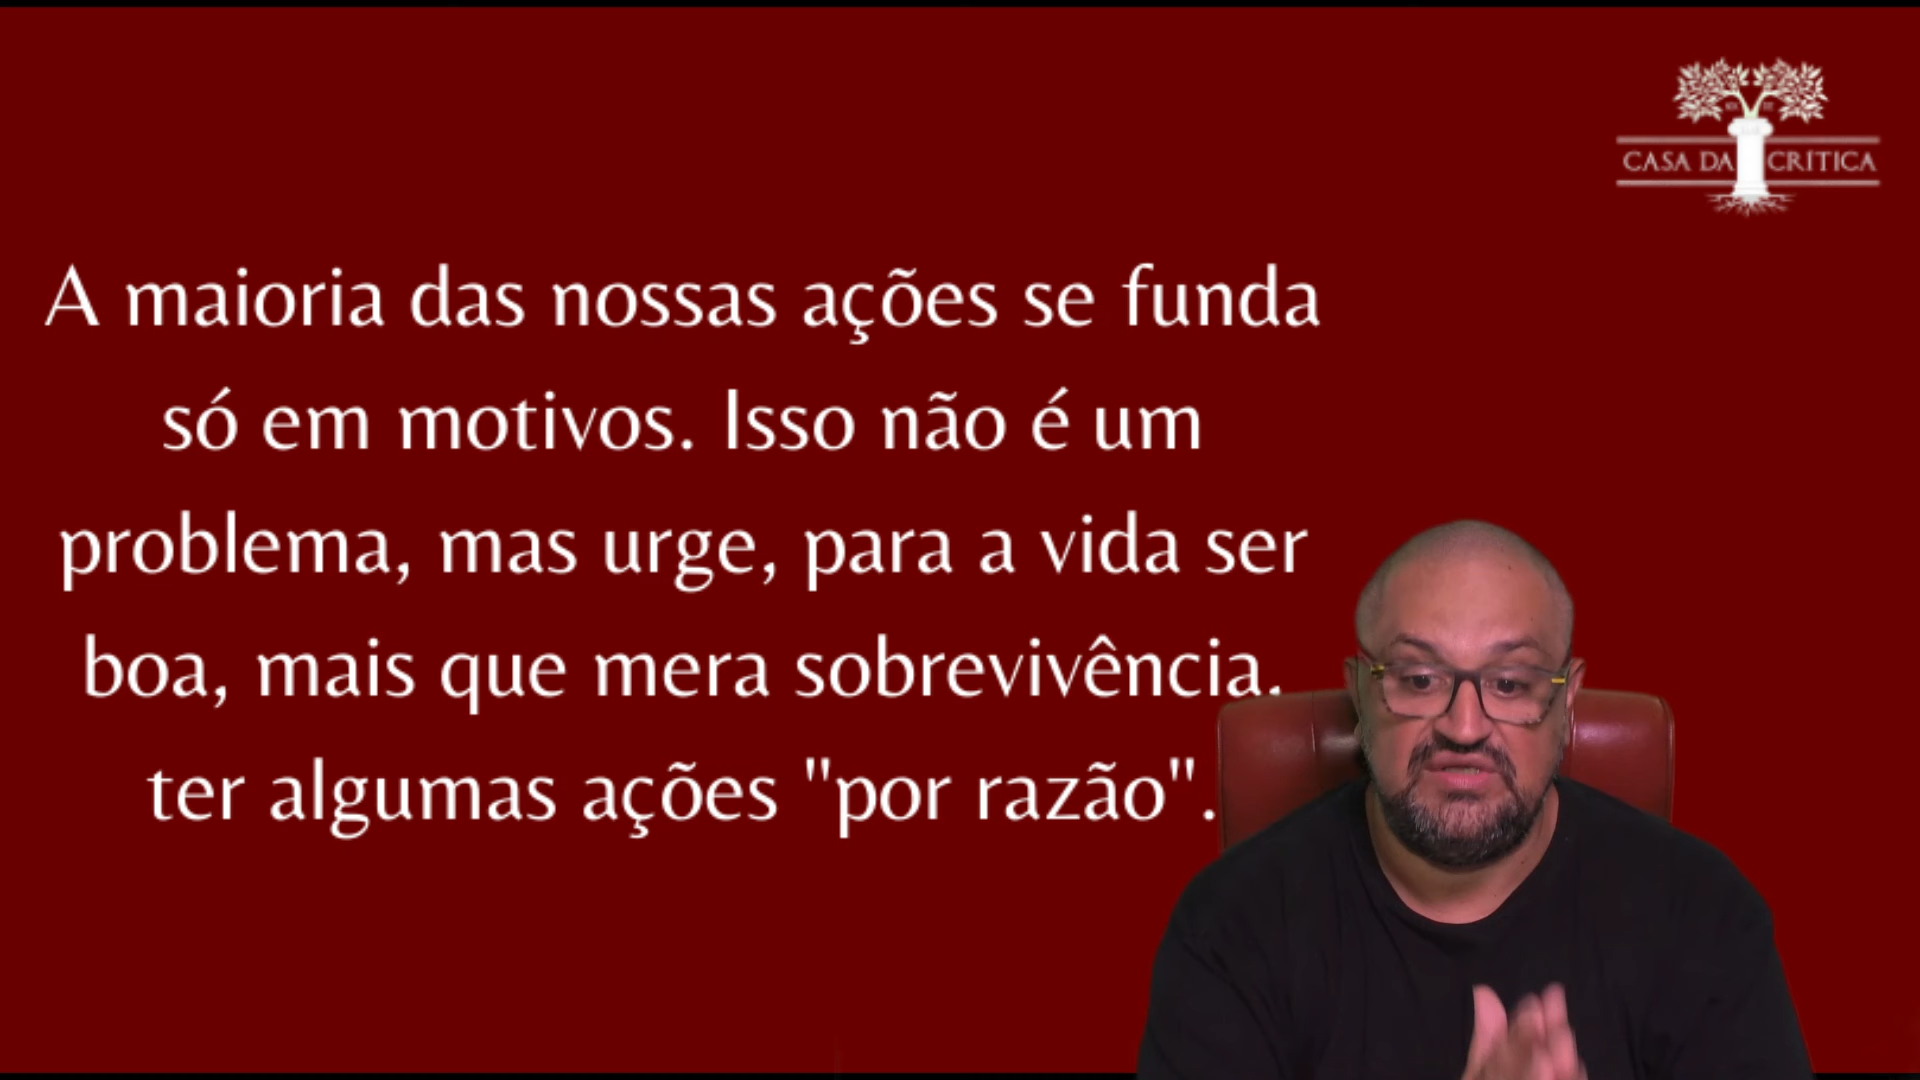 CASA DA CRÍTICA
A maioria das nossas ações se funda
só em motivos. Isso não é um
problema, mas urge, para a vida ser
boa, mais que mera sobrevivência.
ter algumas ações "por razão".